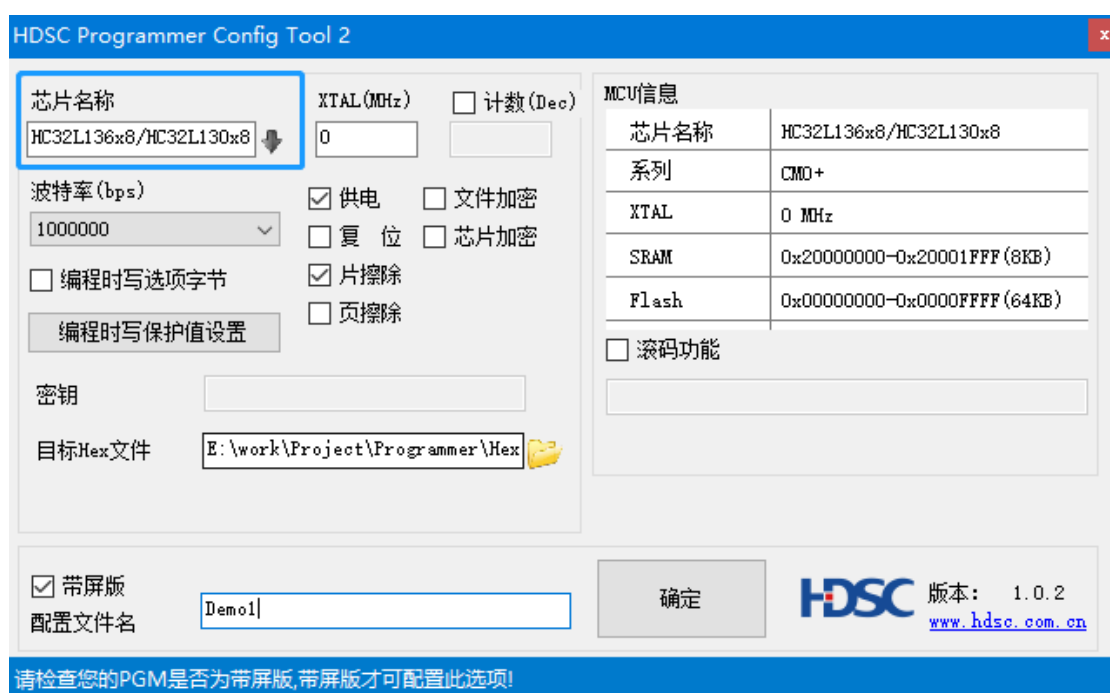 HDSC Programmer Config Tool 2
x
芯片名称
HC32L136x8/HC32L130x8
XTAL(MHz)
0
计数(Dec)
波特率(bps)
1000000
供电
文件加密
复 位
芯片加密
编程时写选项字节
片擦除
页擦除
编程时写保护值设置
密钥
目标Hex文件
E:\work\Project\Programmer\Hex
MCU信息
芯片名称 HC32L136x8/HC32L130x8
系列 CM0+
XTAL 0 MHz
SRAM 0x20000000-0x20001FFF(8KB)
Flash 0x00000000-0x0000FFFF(64KB)
滚码功能
带屏版
配置文件名
Demo1
确定
HDSC
版本: 1.0.2
www.hdsc.com.cn
请检查您的PGM是否为带屏版,带屏版才可配置此选项!